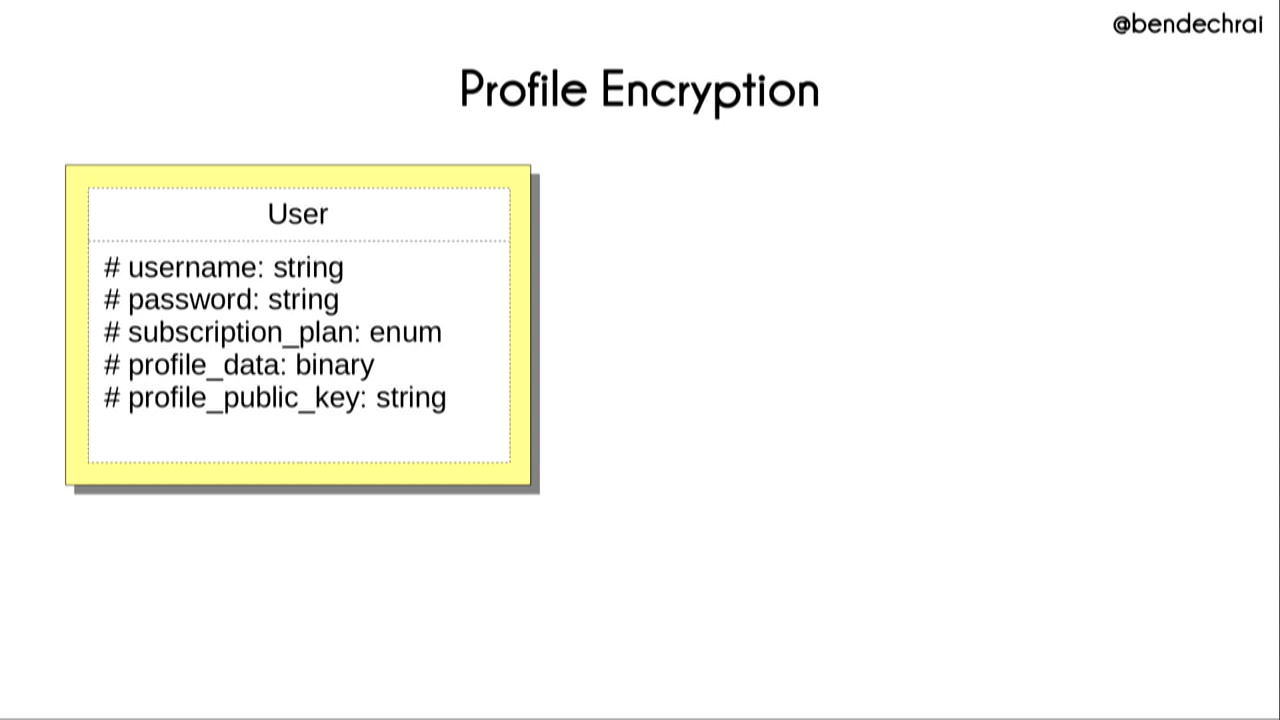 @bendechrai
Profile Encryption
User
# username: string
# password: string
# subscription_plan: enum
# profile_data: binary
# profile_public_key: string